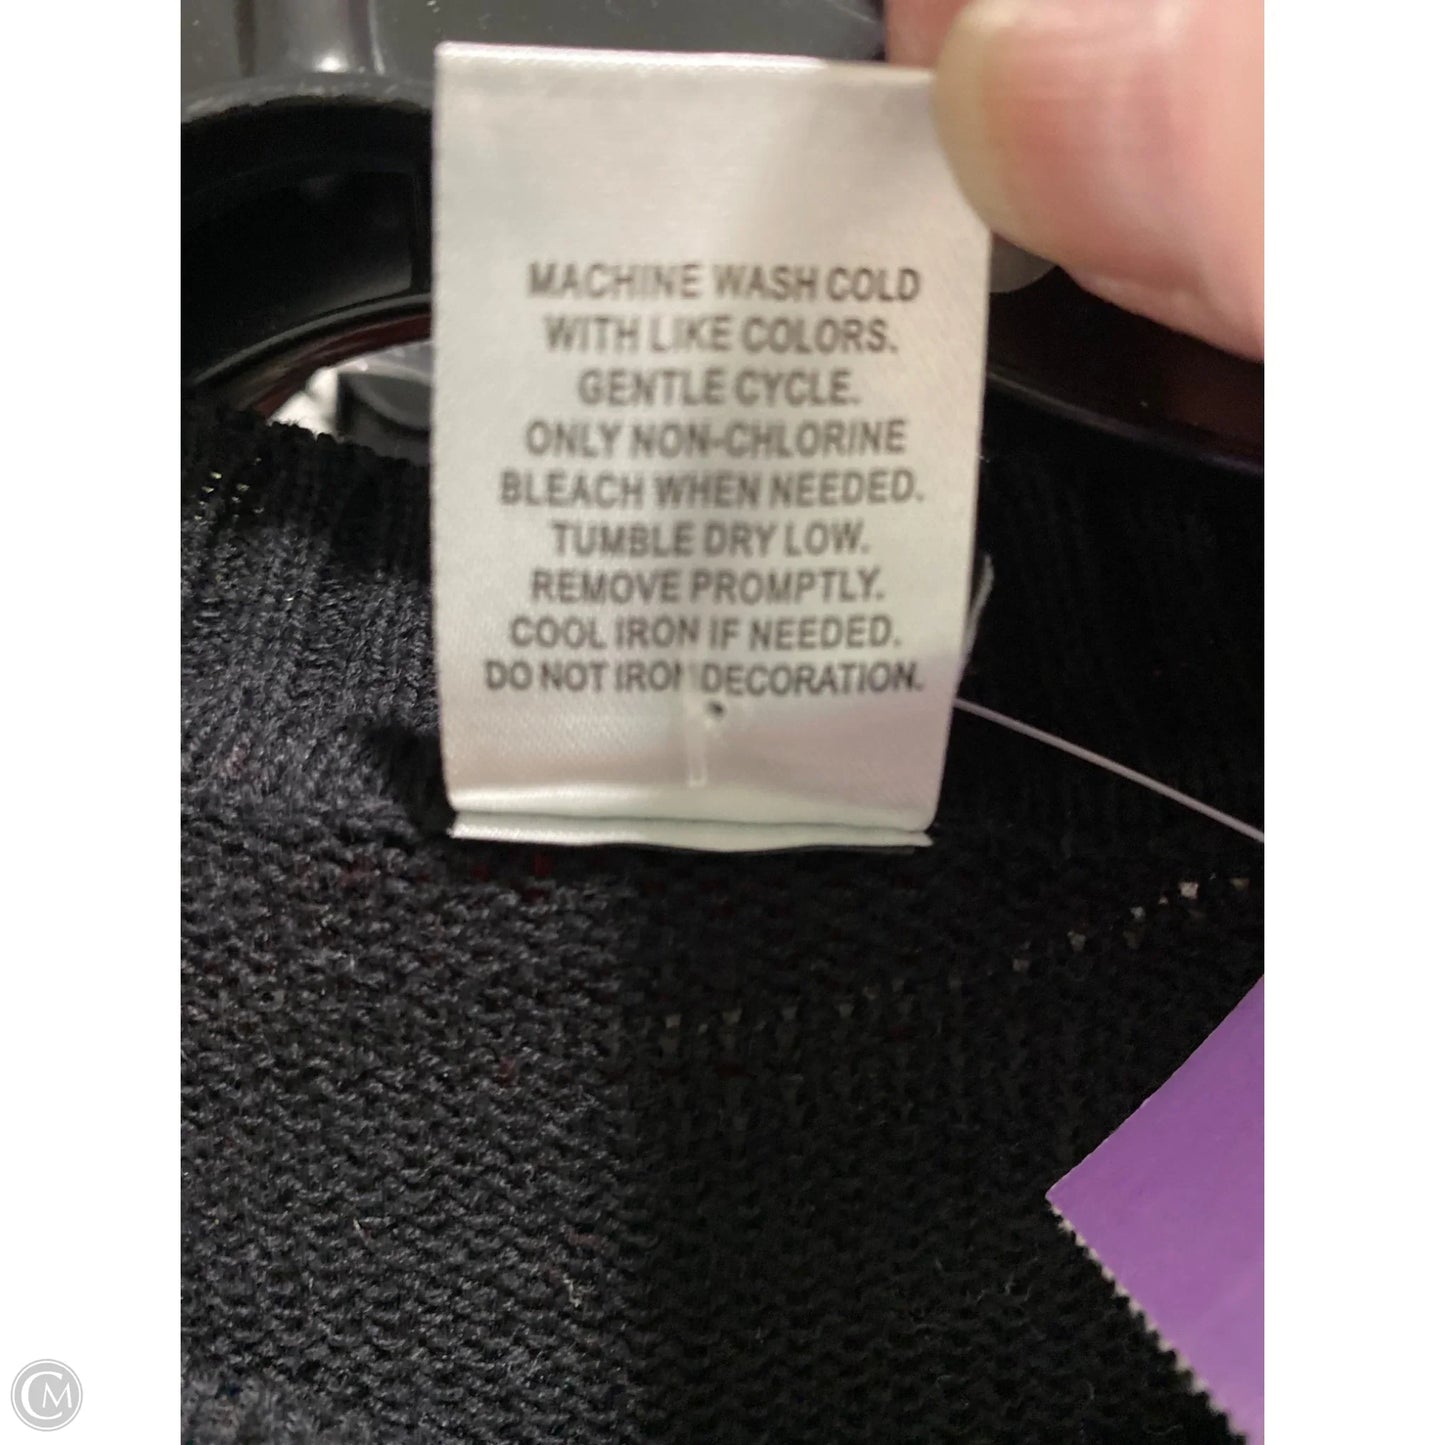 MACHINE WASH COLD
WITH LIKE COLORS.
GENTLE CYCLE.
ONLY NON-CHLORINE
BLEACH WHEN NEEDED.
TUMBLE DRY LOW.
REMOVE PROMPTLY.
COOL IRON IF NEEDED.
DO NOT IRON DECORATION.
CM